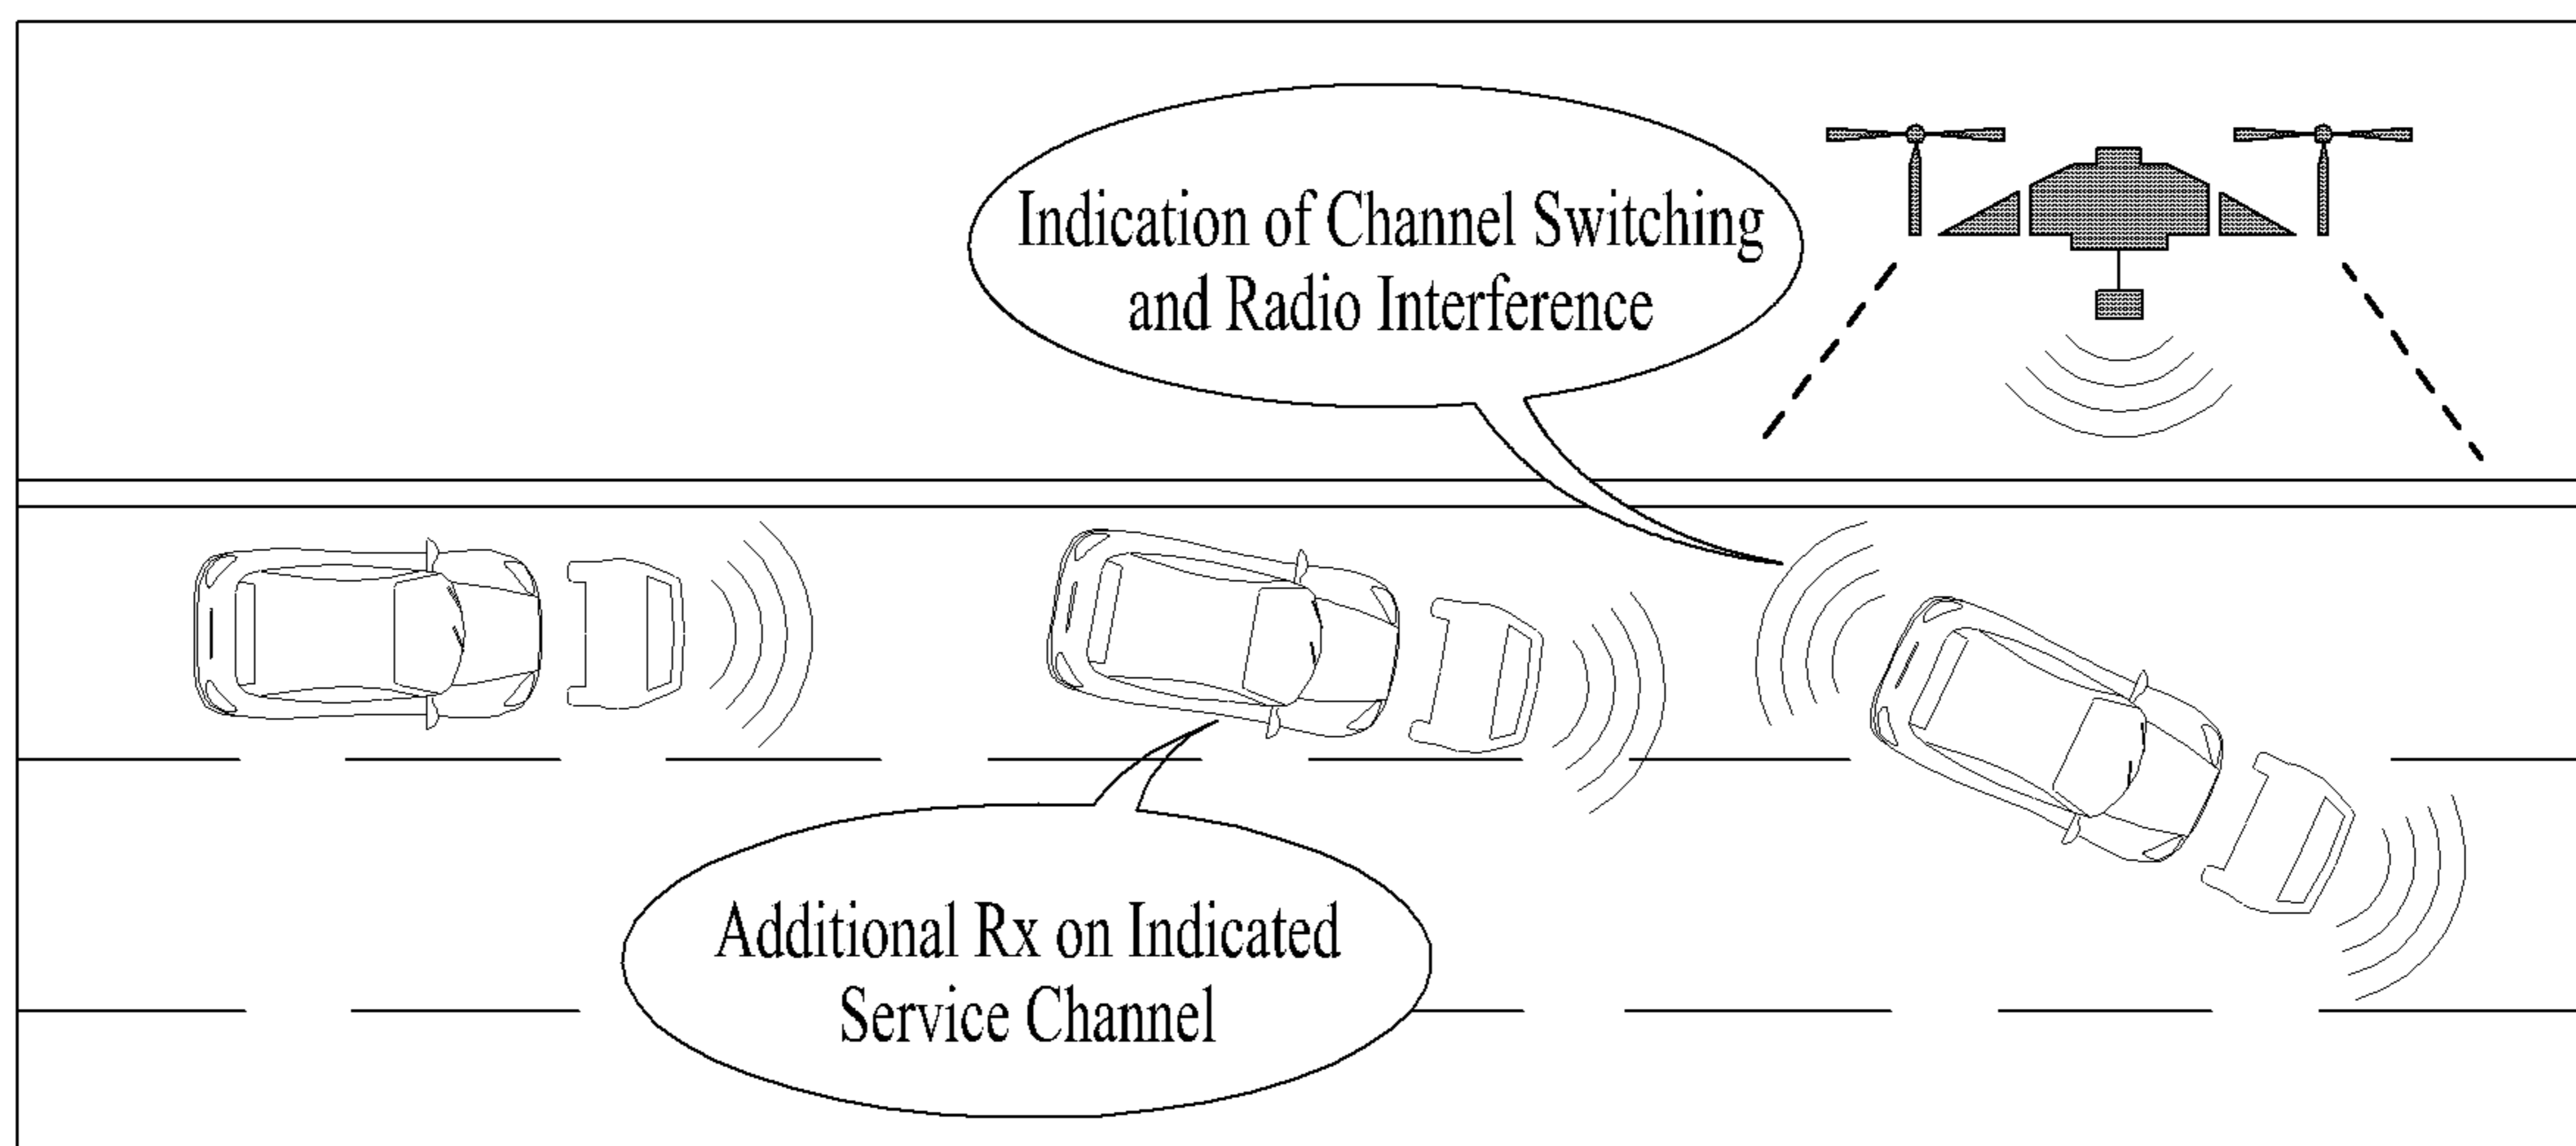 Indication of Channel Switching
and Radio Interference
Additional Rx on Indicated
Service Channel